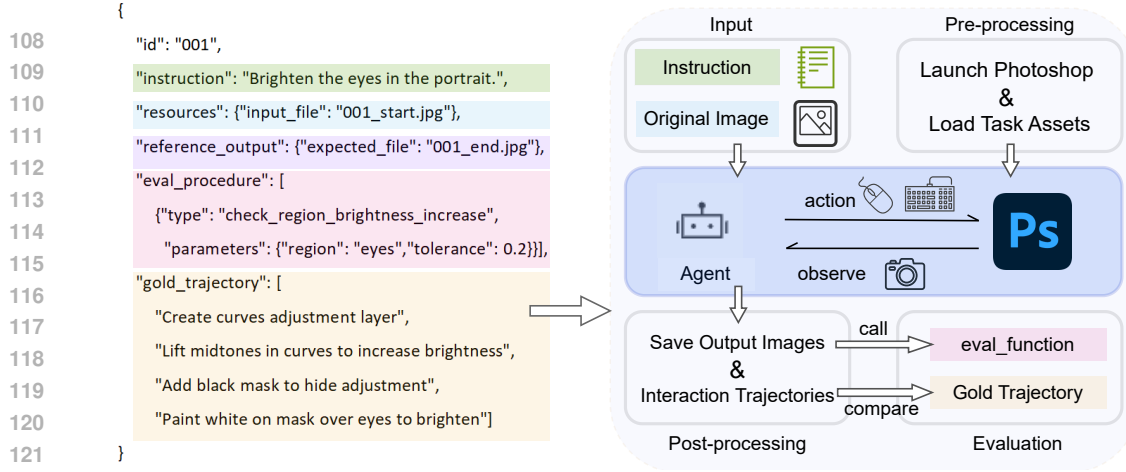 {
108
"id": "001",
109
"instruction": "Brighten the eyes in the portrait.",
110
"resources": {"input_file": "001_start.jpg"},
111
"reference_output": {"expected_file": "001_end.jpg"},
112
"eval_procedure": [
113
{"type": "check_region_brightness_increase",
114
"parameters": {"region": "eyes","tolerance": 0.2}}],
115
"gold_trajectory": [
116
"Create curves adjustment layer",
117
"Lift midtones in curves to increase brightness",
118
"Add black mask to hide adjustment",
119
"Paint white on mask over eyes to brighten"]
120
}
121
Input
Instruction
Original Image
Pre-processing
Launch Photoshop
&
Load Task Assets
action
observe
Agent
Ps
Save Output Images
&
Interaction Trajectories
Post-processing
call
compare
eval_function
Gold Trajectory
Evaluation